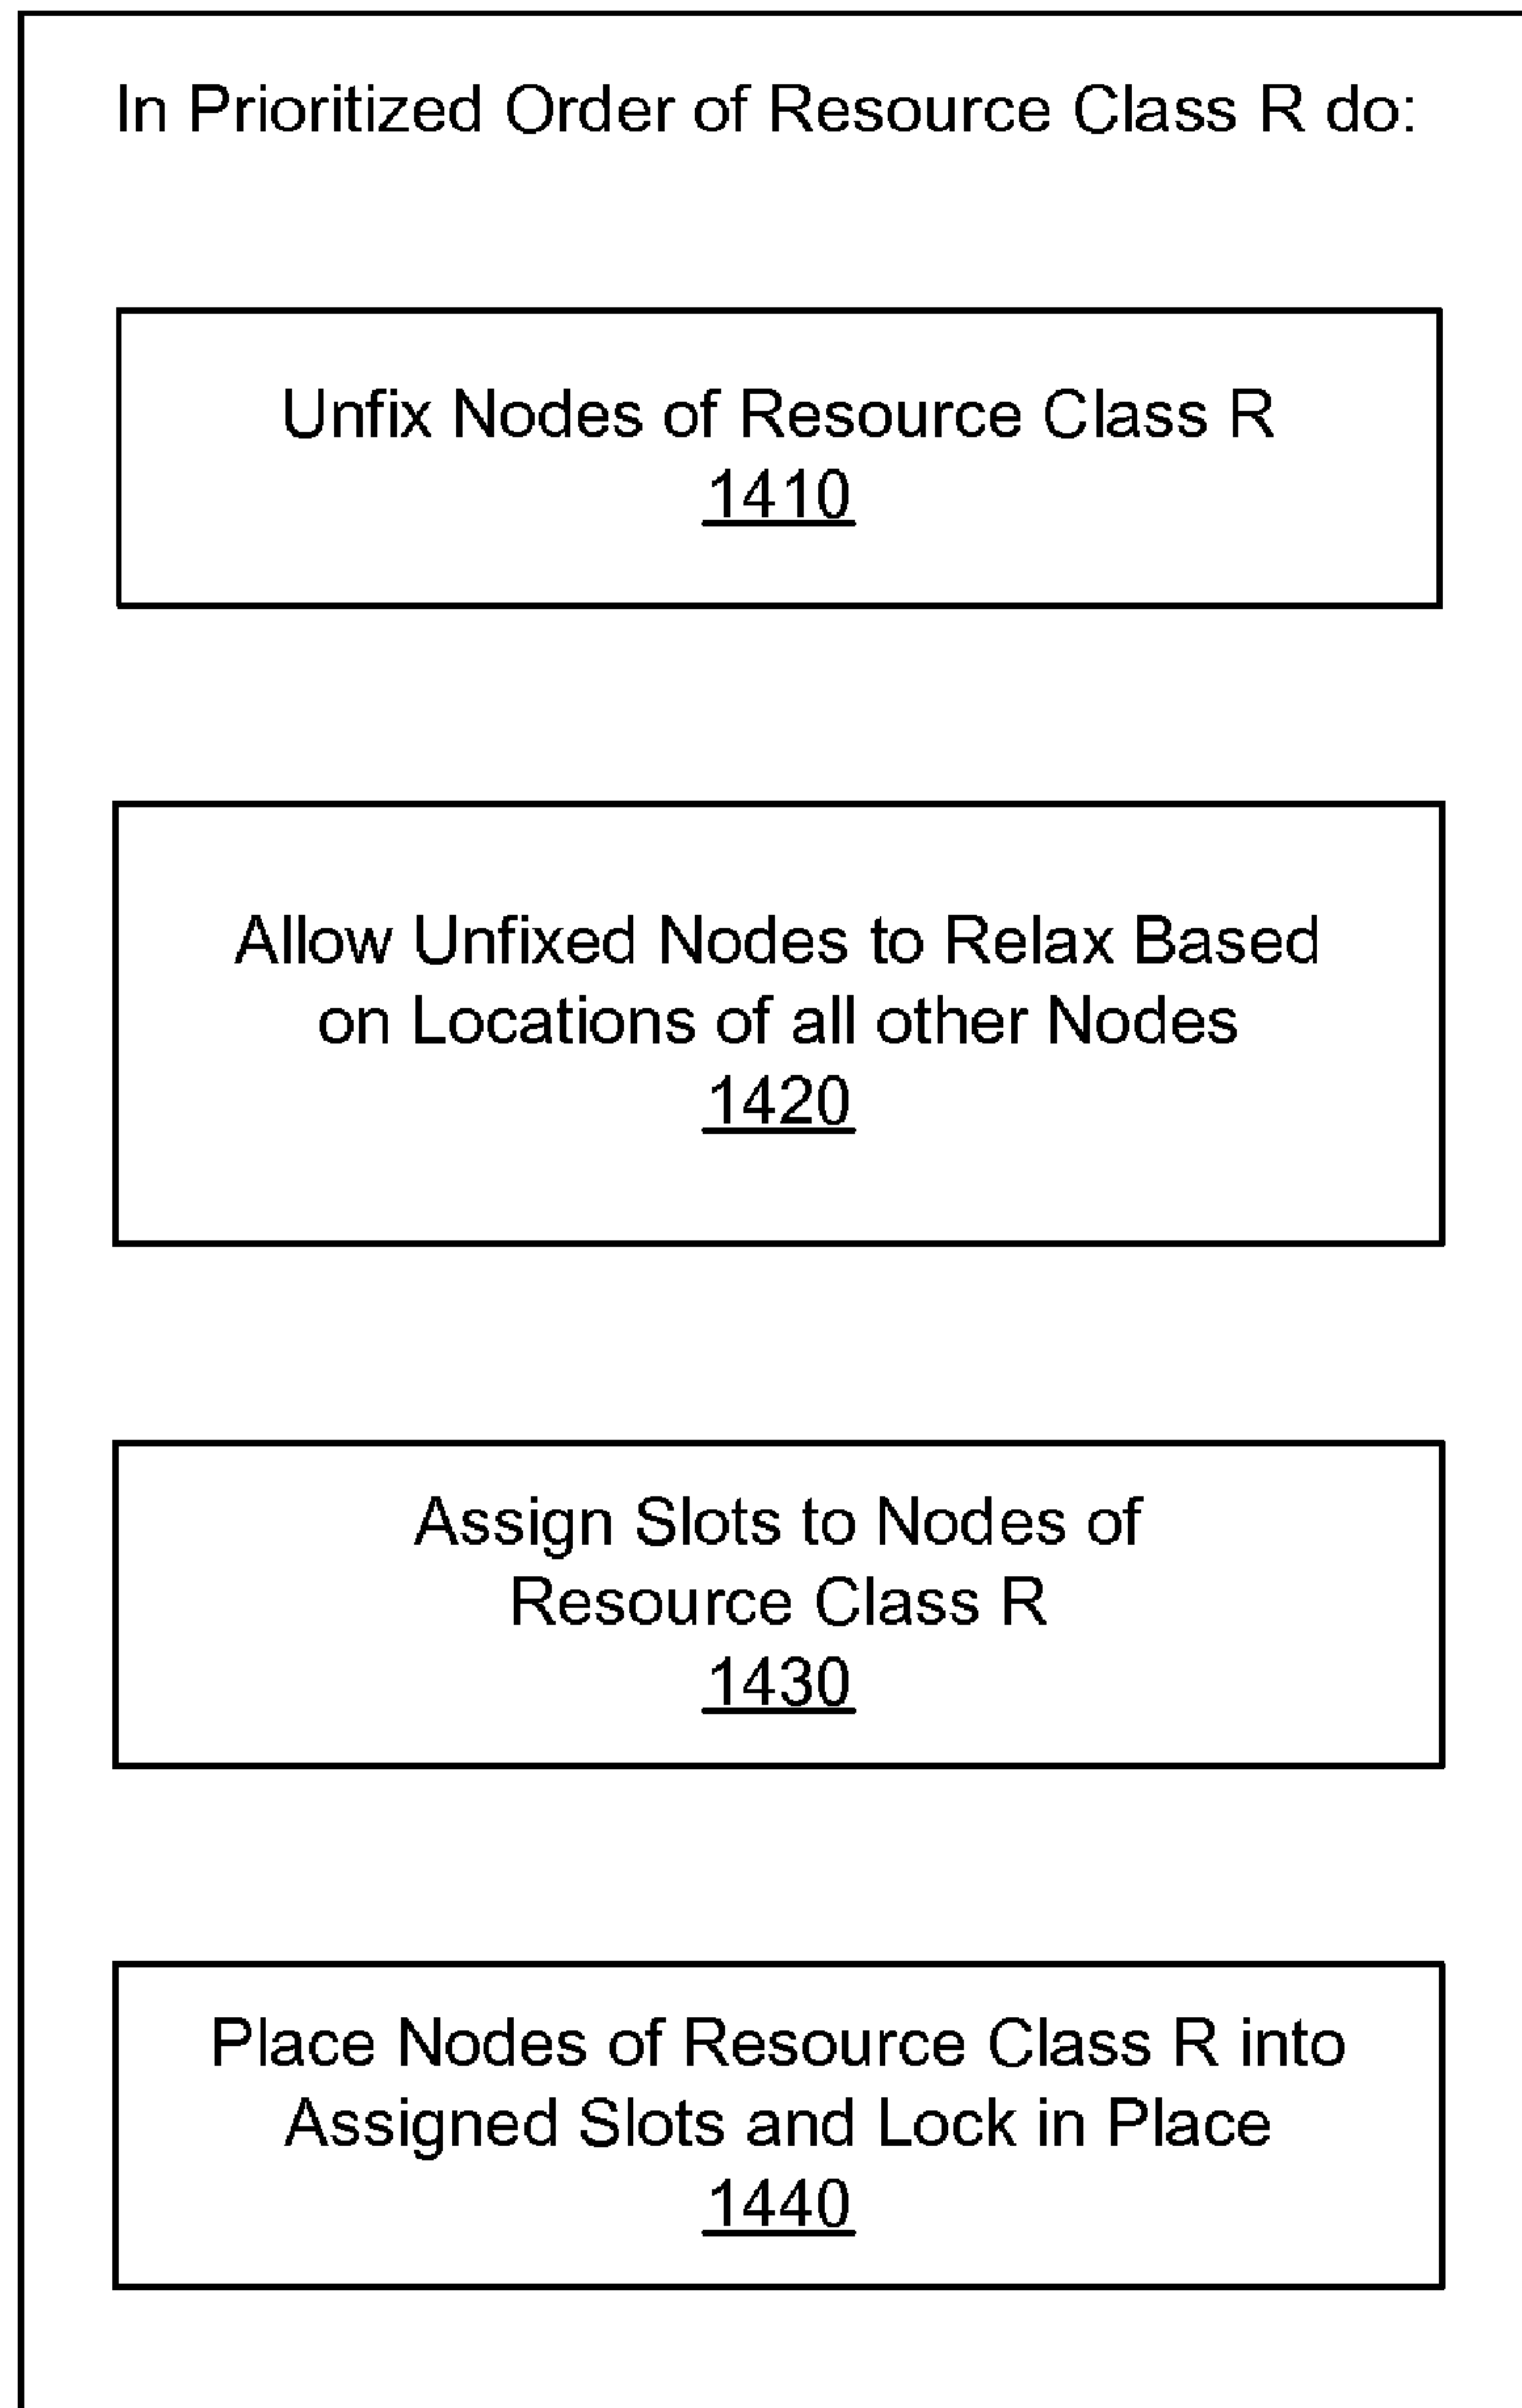 In Prioritized Order of Resource Class R do:
Unfix Nodes of Resource Class R
1410
Allow Unfixed Nodes to Relax Based
on Locations of all other Nodes
1420
Assign Slots to Nodes of
Resource Class R
1430
Place Nodes of Resource Class R into
Assigned Slots and Lock in Place
1440